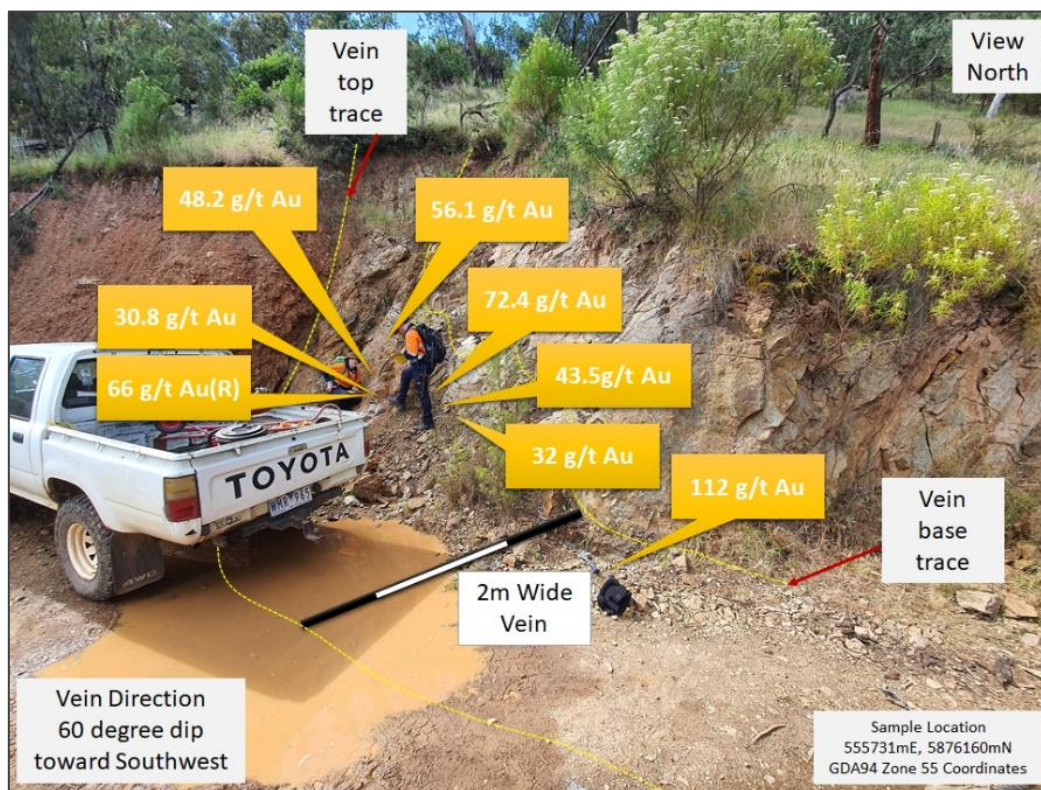 Vein
top
trace
View
North
48.2 g/t Au
56.1 g/t Au
30.8 g/t Au
72.4 g/t Au
66 g/t Au(R)
43.5g/t Au
32 g/t Au
112 g/t Au
TOYOTA
4WD
Vein
base
trace
2m Wide
Vein
Vein Direction
60 degree dip
toward Southwest
Sample Location
555731mE, 5876160mN
GDA94 Zone 55 Coordinates